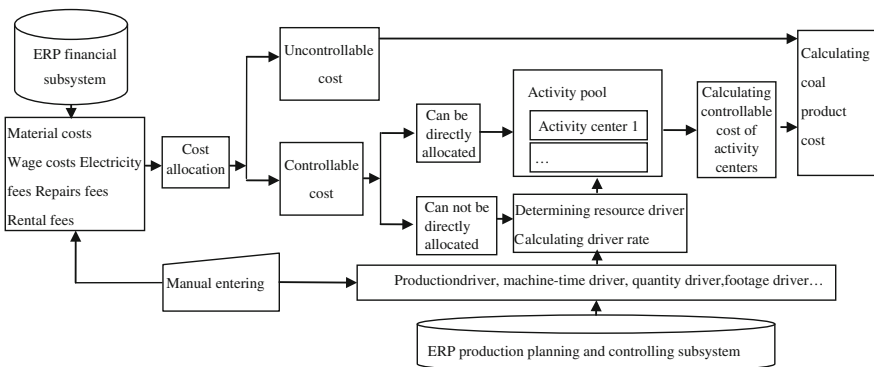 ERP financial
subsystem
Material costs
Wage costs Electricity
fees Repairs fees
Rental fees
Cost
allocation
Uncontrollable
cost
Controllable
cost
Can be
directly
allocated
Can not be
directly
allocated
Activity pool
Activity center 1
…
Determining resource driver
Calculating driver rate
Calculating
controllable
cost of
activity
centers
Calculating
coal
product
cost
Manual entering
Productiondriver, machine-time driver, quantity driver,footage driver…
ERP production planning and controlling subsystem